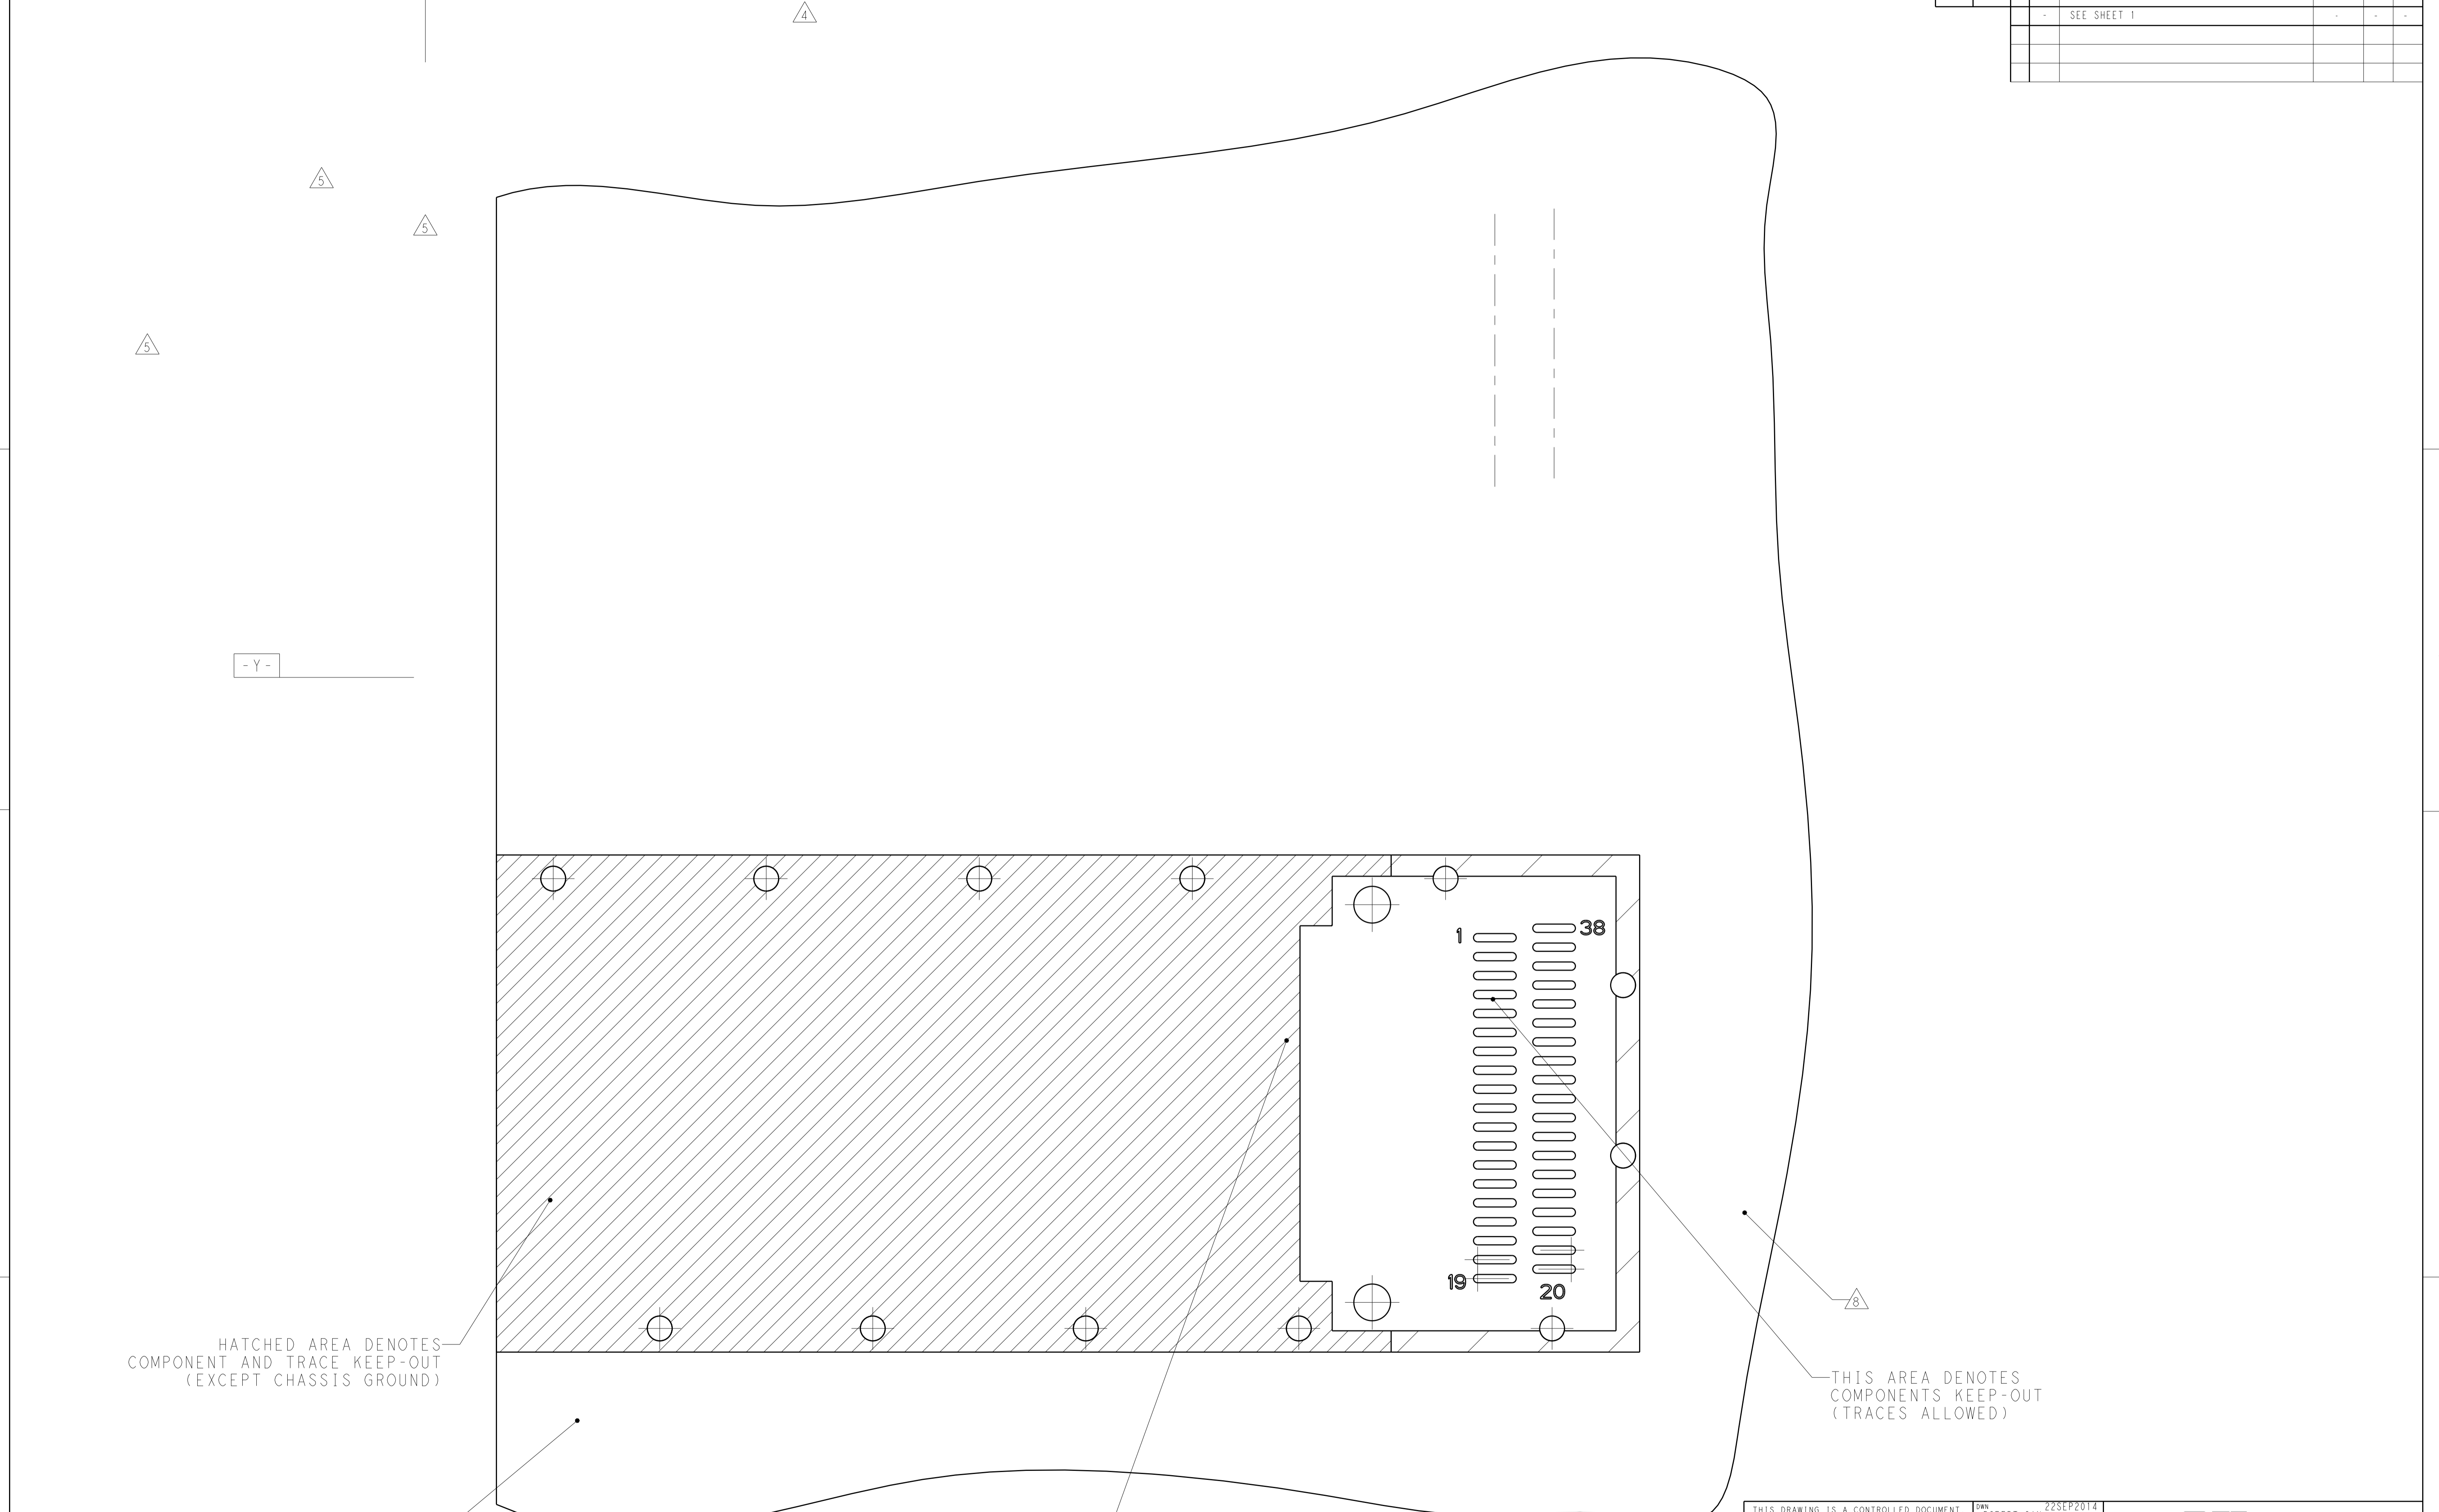 4
- SEE SHEET 1 - - -
5
5
5
-Y-
1
38
19
20
8
HATCHED AREA DENOTES
COMPONENT AND TRACE KEEP-OUT
(EXCEPT CHASSIS GROUND)
THIS AREA DENOTES
COMPONENTS KEEP-OUT
(TRACES ALLOWED)
THIS DRAWING IS A CONTROLLED DOCUMENT
DWN 22SEP2014